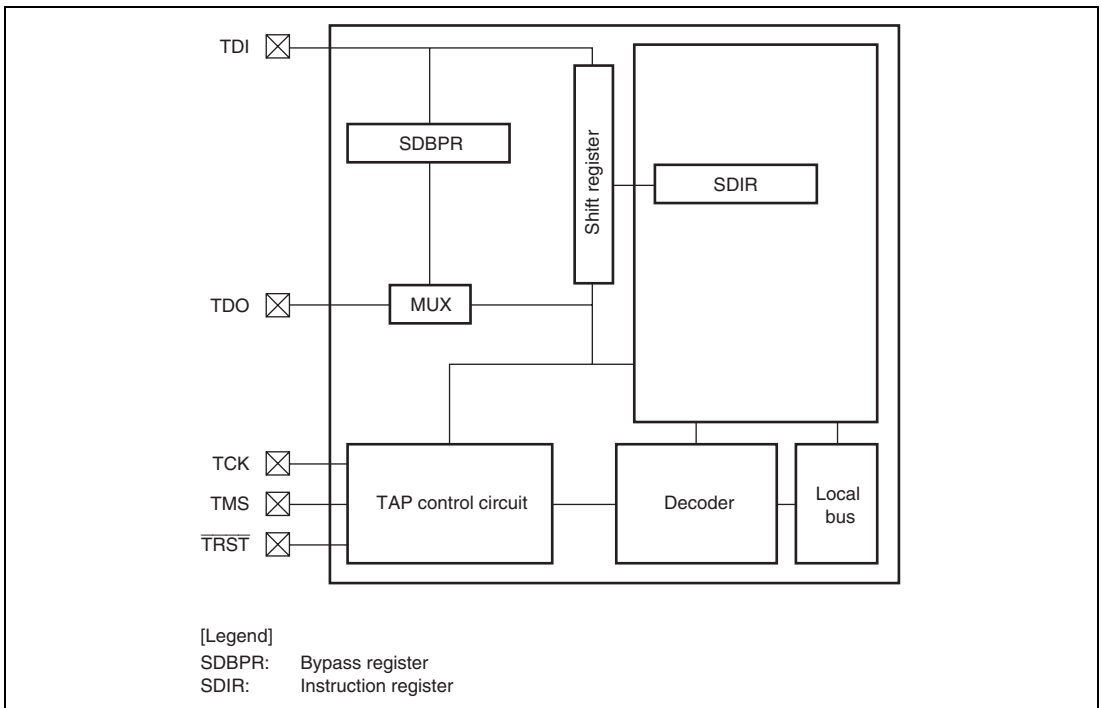 TDI
SDBPR
Shift register
SDIR
TDO
MUX
TCK
TMS
TRST
TAP control circuit
Decoder
Local
bus
[Legend]
SDBPR: Bypass register
SDIR: Instruction register